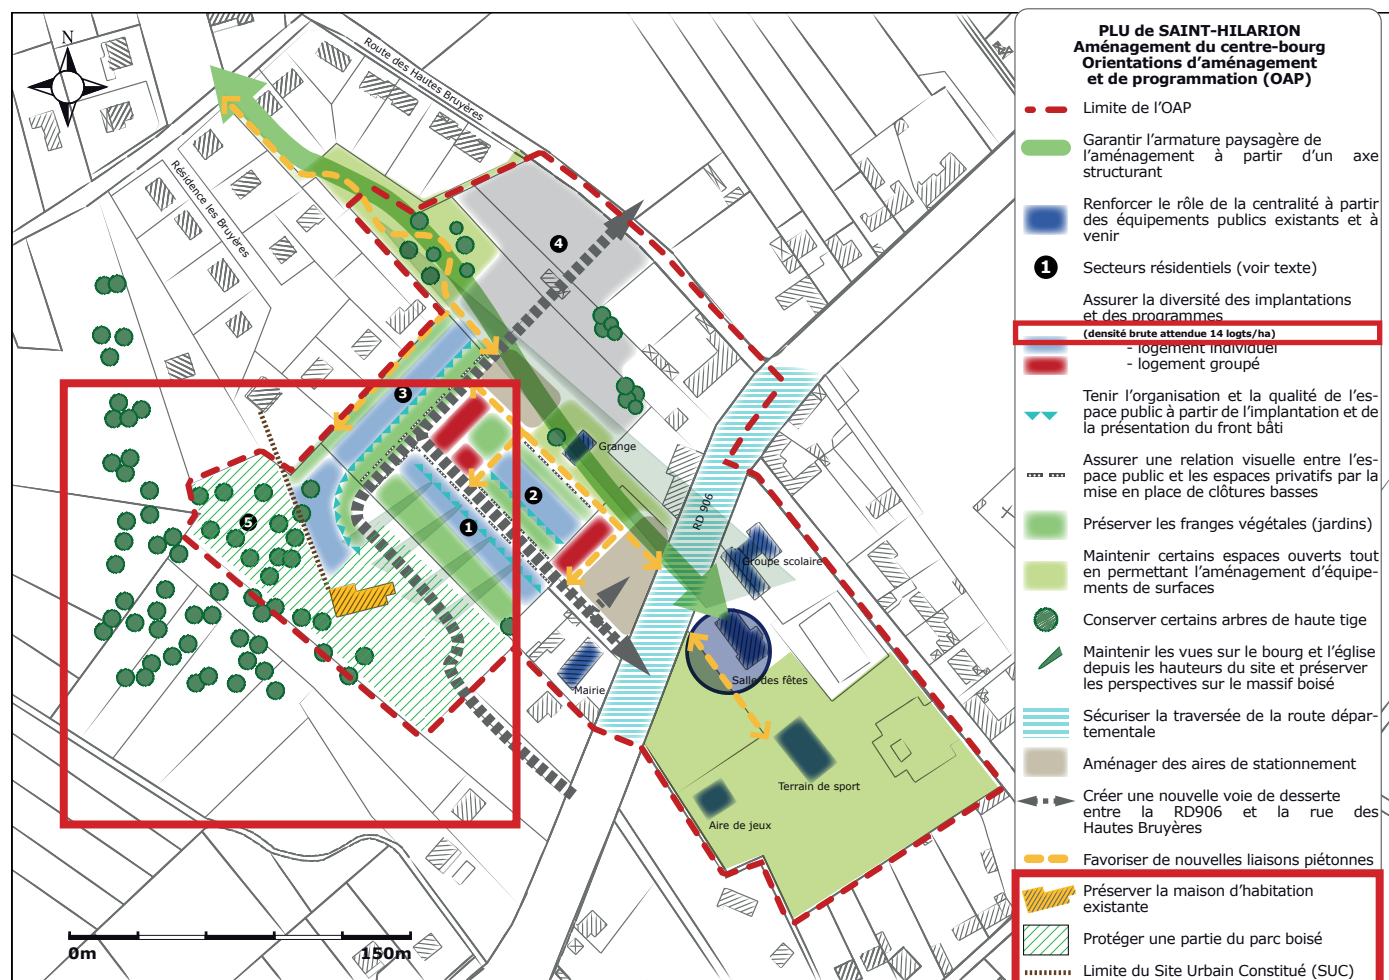 N
Route des Hautes Bruyères
Résidence les Bruyères
4
3
Grange
RD 906
2
5
1
Groupe scolaire
Salle des fêtes
Mairie
Terrain de sport
Aire de jeux
0m
150m
PLU de SAINT-HILARION
Aménagement du centre-bourg
Orientations d'aménagement
et de programmation (OAP)
Limite de l'OAP
Garantir l'armature paysagère de
l'aménagement à partir d'un axe
structurant
Renforcer le rôle de la centralité à partir
des équipements publics existants et à
venir
1 Secteurs résidentiels (voir texte)
Assurer la diversité des implantations
et des programmes
(densité brute attendue 14 logts/ha)
- logement individuel
- logement groupé
Tenir l'organisation et la qualité de l'es-
pace public à partir de l'implantation et de
la présentation du front bâti
Assurer une relation visuelle entre l'es-
pace public et les espaces privatifs par la
mise en place de clôtures basses
Préserver les franges végétales (jardins)
Maintenir certains espaces ouverts tout
en permettant l'aménagement d'équipe-
ments de surfaces
Conserver certains arbres de haute tige
Maintenir les vues sur le bourg et l'église
depuis les hauteurs du site et préserver
les perspectives sur le massif boisé
Sécuriser la traversée de la route dépar-
tementale
Aménager des aires de stationnement
Créer une nouvelle voie de desserte
entre la RD906 et la rue des
Hautes Bruyères
Favoriser de nouvelles liaisons piétonnes
Préserver la maison d'habitation
existante
Protéger une partie du parc boisé
Limite du Site Urbain Constitué (SUC)